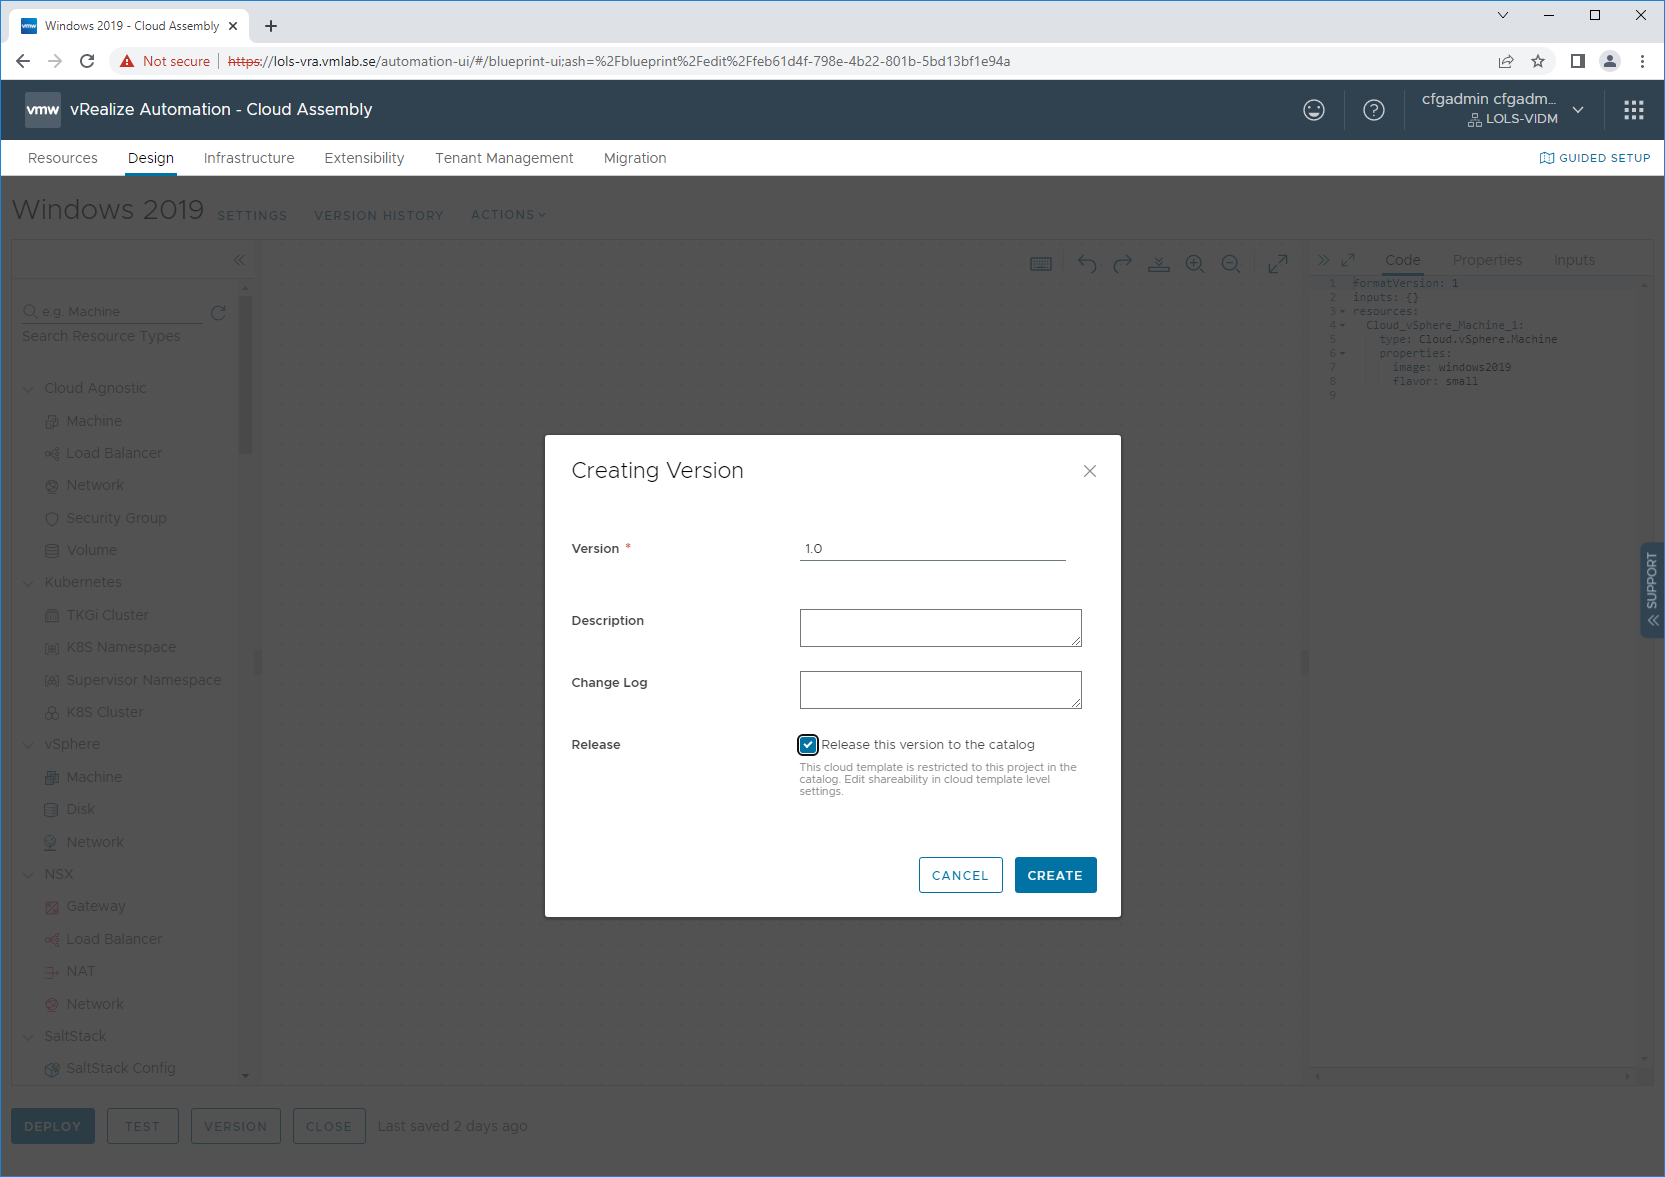 Windows 2019 - Cloud Assembly
Not secure https://lols-vra.vmlab.se/automation-ui/#/blueprint-ui;ash=%2Fblueprint%2Fedit%2Ffeb61d4f-798e-4b22-801b-5bd13bf1e94a
vmw vRealize Automation - Cloud Assembly
cfgadmin cfgadm...
LOLS-VIDM
Resources Design Infrastructure Extensibility Tenant Management Migration GUIDED SETUP
Windows 2019 SETTINGS VERSION HISTORY ACTIONS
e.g. Machine
Search Resource Types
Cloud Agnostic
Machine
Load Balancer
Network
Security Group
Volume
Kubernetes
TKGi Cluster
K8S Namespace
Supervisor Namespace
K8S Cluster
vSphere
Machine
Disk
Network
NSX
Gateway
Load Balancer
NAT
Network
SaltStack
SaltStack Config
Code Properties Inputs
1 formatVersion: 1
2 inputs: {}
3 resources:
4 Cloud_vSphere_Machine_1:
5 type: Cloud.vSphere.Machine
6 properties:
7 image: windows2019
8 flavor: small
9
SUPPORT
Creating Version
Version * 1.0
Description
Change Log
Release Release this version to the catalog
This cloud template is restricted to this project in the
catalog. Edit shareability in cloud template level
settings.
CANCEL CREATE
DEPLOY TEST VERSION CLOSE Last saved 2 days ago